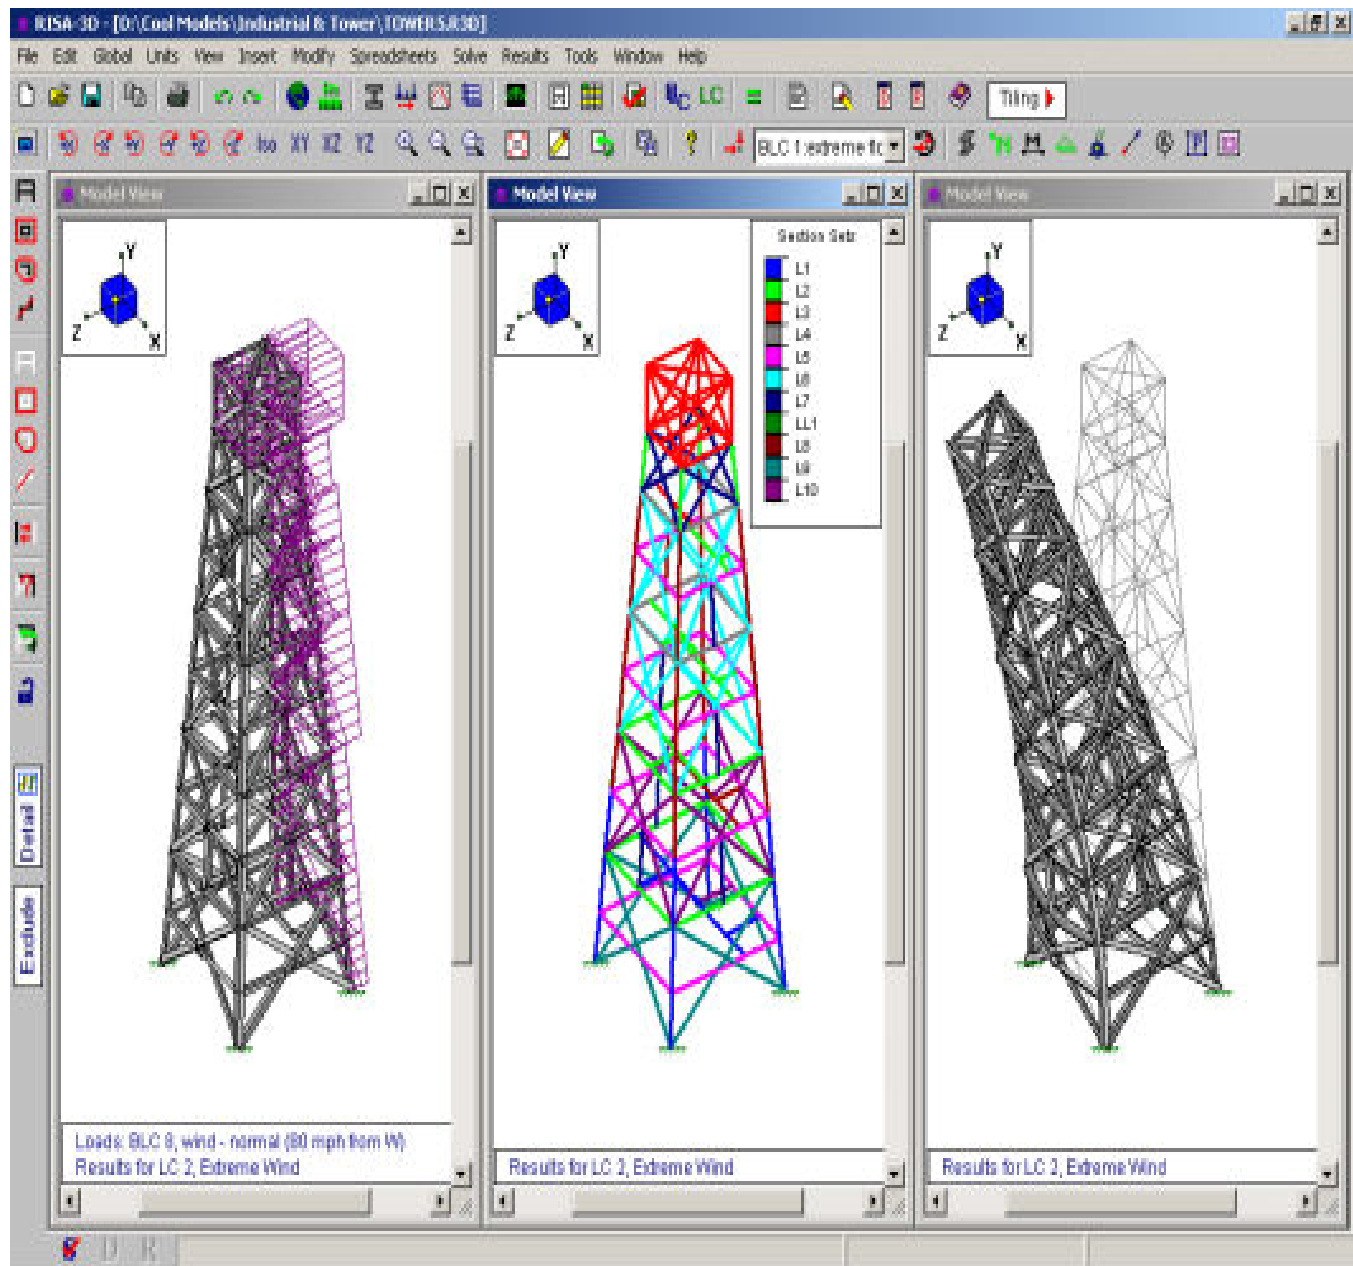 RISA-3D - [D:\Cool Models\Industrial & Tower\TOWERS.R3D]
File Edit Global Units View Insert Modify Spreadsheets Solve Results Tools Window Help
LC Tiling
Iso XY XZ YZ BLC 1:extreme
Model View
Model View
Model View
Y
Z
X
Y
Z
X
Y
Z
X
Section Sets
L1
L2
L3
L4
L5
L6
L7
LL1
L8
L9
L10
Detail
Exclude
Loads: BLC 8, wind - normal (80 mph from W)
Results for LC 2, Extreme Wind
Results for LC 2, Extreme Wind
Results for LC 2, Extreme Wind